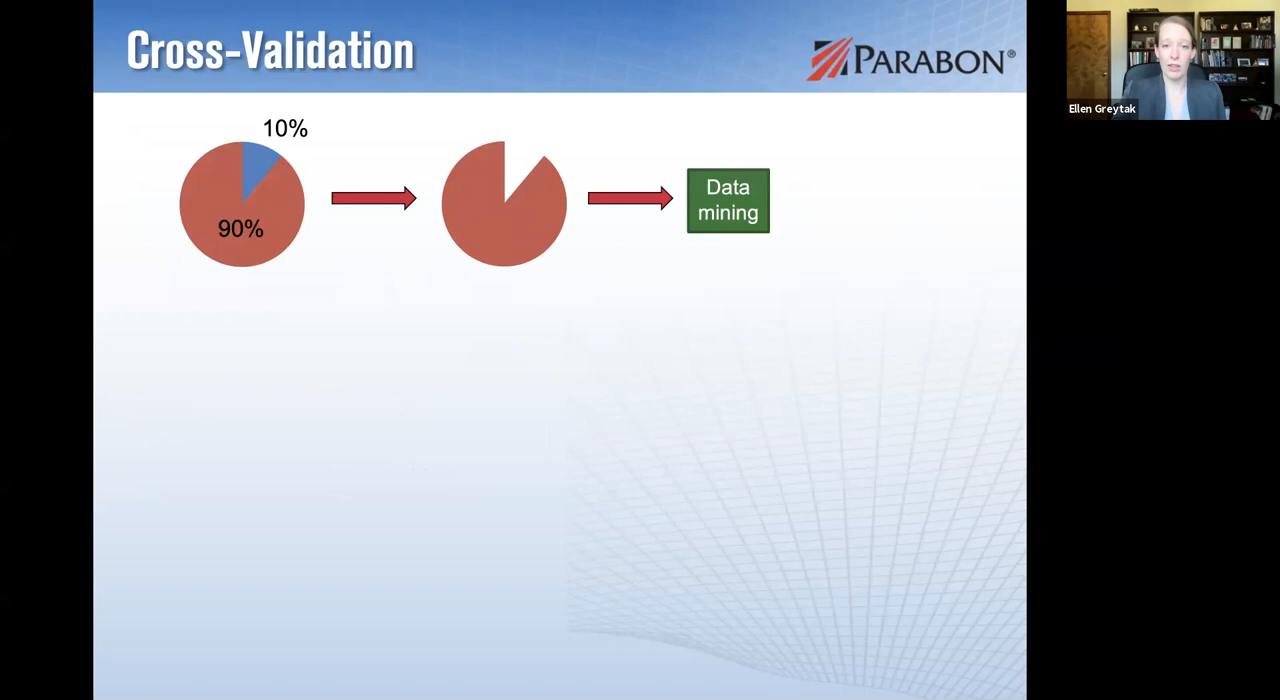 Cross-Validation
PARABON®
Ellen Greytak
10%
90%
Data
mining